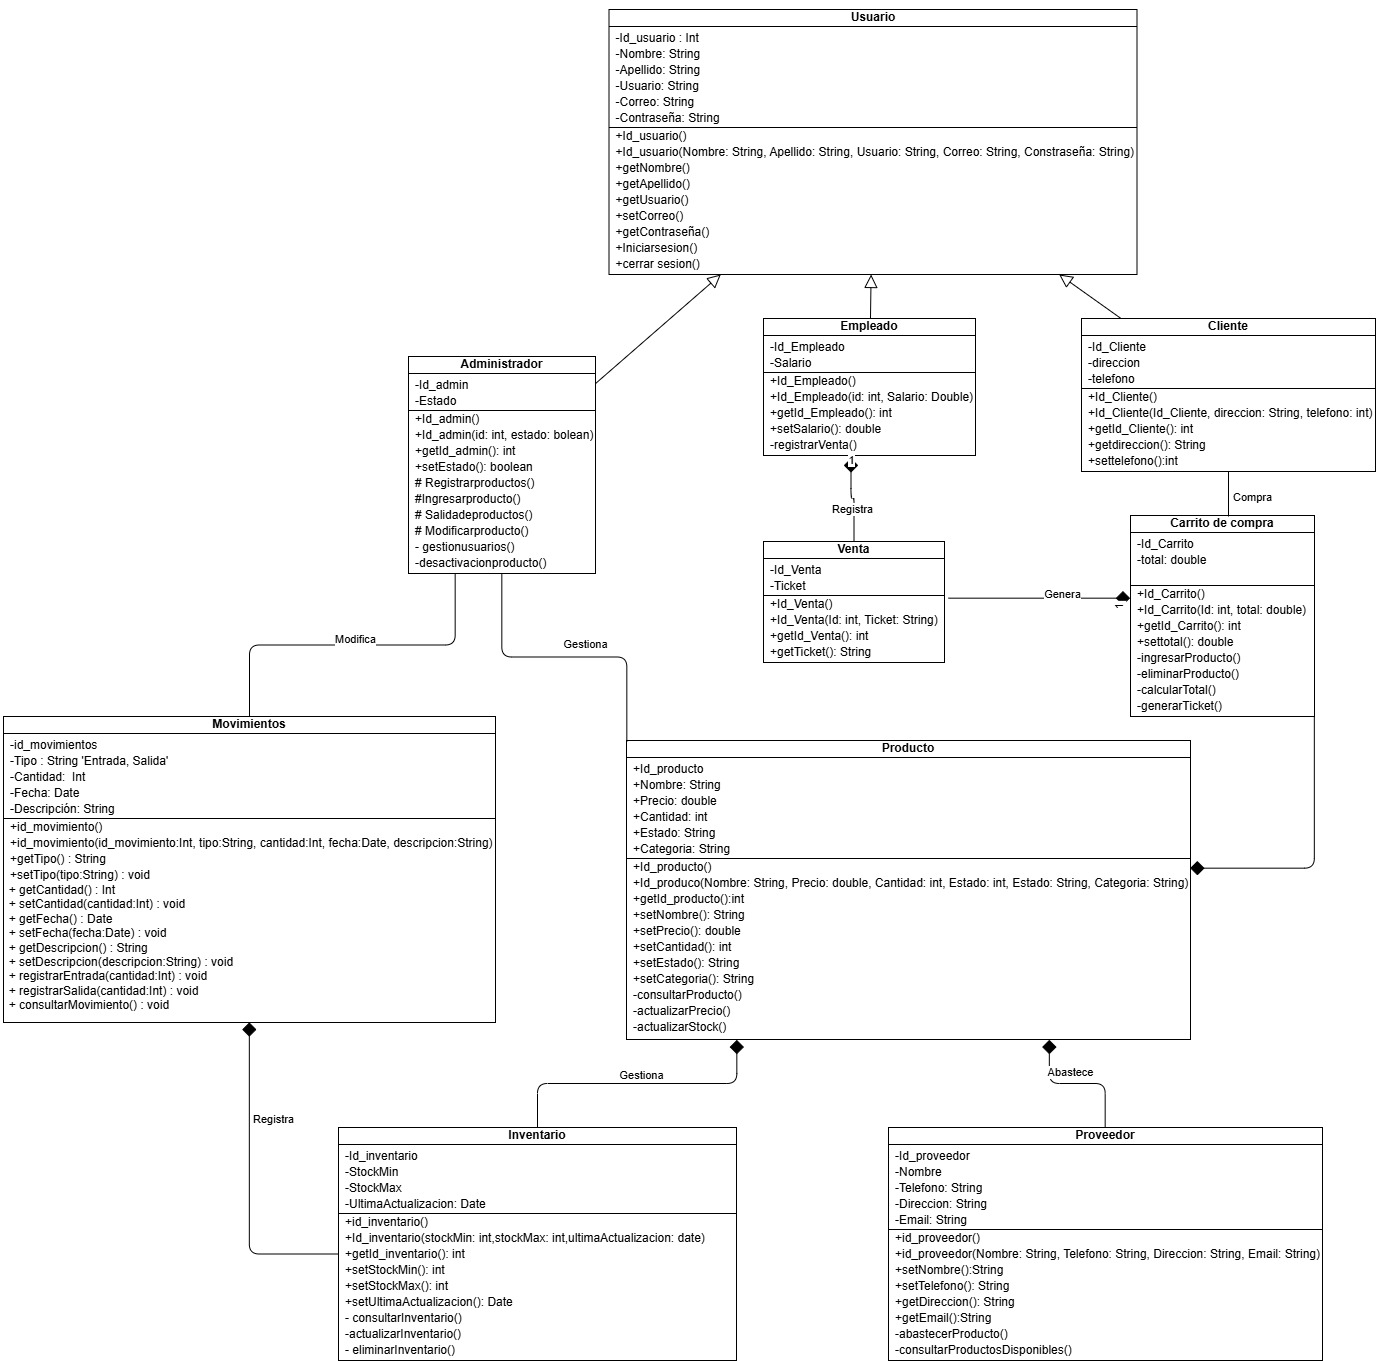 Usuario
-Id_usuario : Int
-Nombre: String
-Apellido: String
-Usuario: String
-Correo: String
-Contraseña: String
+Id_usuario()
+Id_usuario(Nombre: String, Apellido: String, Usuario: String, Correo: String, Constraseña: String)
+getNombre()
+getApellido()
+getUsuario()
+setCorreo()
+getContraseña()
+Iniciarsesion()
+cerrar sesion()
Administrador
-Id_admin
-Estado
+Id_admin()
+Id_admin(id: int, estado: bolean)
+getId_admin(): int
+setEstado(): boolean
# Registrarproductos()
#Ingresarproducto()
# Salidadeproductos()
# Modificarproducto()
- gestionusuarios()
-desactivacionproducto()
Empleado
-Id_Empleado
-Salario
+Id_Empleado()
+Id_Empleado(id: int, Salario: Double)
+getId_Empleado(): int
+setSalario(): double
-registrarVenta()
Cliente
-Id_Cliente
-direccion
-telefono
+Id_Cliente()
+Id_Cliente(Id_Cliente, direccion: String, telefono: int)
+getId_Cliente(): int
+getdireccion(): String
+settelefono():int
1
Registra
Compra
Venta
-Id_Venta
-Ticket
+Id_Venta()
+Id_Venta(Id: int, Ticket: String)
+getId_Venta(): int
+getTicket(): String
Genera
1
Carrito de compra
-Id_Carrito
-total: double
+Id_Carrito()
+Id_Carrito(Id: int, total: double)
+getId_Carrito(): int
+settotal(): double
-ingresarProducto()
-eliminarProducto()
-calcularTotal()
-generarTicket()
Modifica
Gestiona
Movimientos
-id_movimientos
-Tipo : String 'Entrada, Salida'
-Cantidad:  Int
-Fecha: Date
-Descripción: String
+id_movimiento()
+id_movimiento(id_movimiento:Int, tipo:String, cantidad:Int, fecha:Date, descripcion:String)
+getTipo() : String
+setTipo(tipo:String) : void
+ getCantidad() : Int
+ setCantidad(cantidad:Int) : void
+ getFecha() : Date
+ setFecha(fecha:Date) : void
+ getDescripcion() : String
+ setDescripcion(descripcion:String) : void
+ registrarEntrada(cantidad:Int) : void
+ registrarSalida(cantidad:Int) : void
+ consultarMovimiento() : void
Producto
+Id_producto
+Nombre: String
+Precio: double
+Cantidad: int
+Estado: String
+Categoria: String
+Id_producto()
+Id_produco(Nombre: String, Precio: double, Cantidad: int, Estado: int, Estado: String, Categoria: String)
+getId_producto():int
+setNombre(): String
+setPrecio(): double
+setCantidad(): int
+setEstado(): String
+setCategoria(): String
-consultarProducto()
-actualizarPrecio()
-actualizarStock()
Gestiona
Abastece
Registra
Inventario
-Id_inventario
-StockMin
-StockMax
-UltimaActualizacion: Date
+id_inventario()
+Id_inventario(stockMin: int,stockMax: int,ultimaActualizacion: date)
+getId_inventario(): int
+setStockMin(): int
+setStockMax(): int
+setUltimaActualizacion(): Date
- consultarInventario()
-actualizarInventario()
- eliminarInventario()
Proveedor
-Id_proveedor
-Nombre
-Telefono: String
-Direccion: String
-Email: String
+id_proveedor()
+id_proveedor(Nombre: String, Telefono: String, Direccion: String, Email: String)
+setNombre():String
+setTelefono(): String
+getDireccion(): String
+getEmail():String
-abastecerProducto()
-consultarProductosDisponibles()